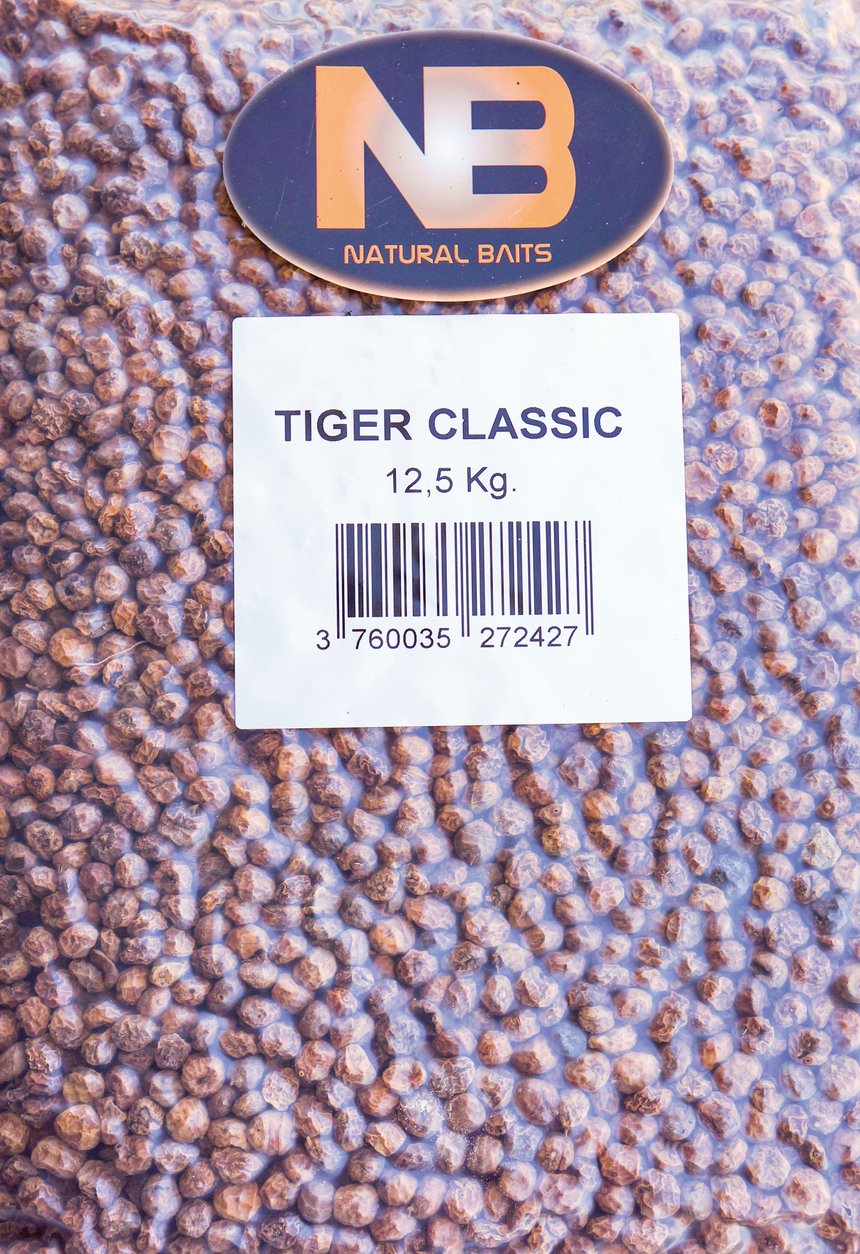 NB
NATURAL BAITS
TIGER CLASSIC
12,5 Kg.
3 760035 272427